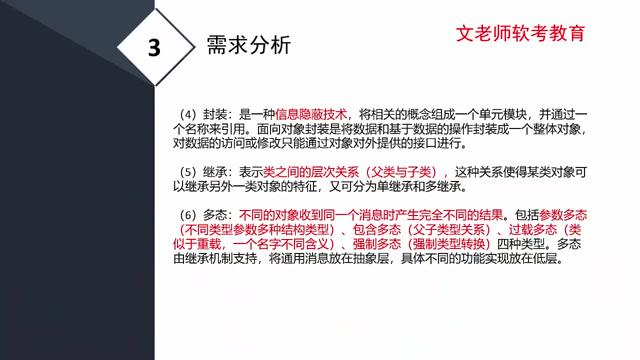 文老师软考教育
3
需求分析
（4）封装：是一种信息隐蔽技术，将相关的概念组成一个单元模块，并通过一
个名称来引用。面向对象封装是将数据和基于数据的操作封装成一个整体对象，
对数据的访问或修改只能通过对象对外提供的接口进行。
（5）继承：表示类之间的层次关系（父类与子类），这种关系使得某类对象可
以继承另外一类对象的特征，又可分为单继承和多继承。
（6）多态：不同的对象收到同一个消息时产生完全不同的结果。包括参数多态
（不同类型参数多种结构类型）、包含多态（父子类型关系）、过载多态（类
似于重载，一个名字不同含义）、强制多态（强制类型转换）四种类型。多态
由继承机制支持，将通用消息放在抽象层，具体不同的功能实现放在低层。